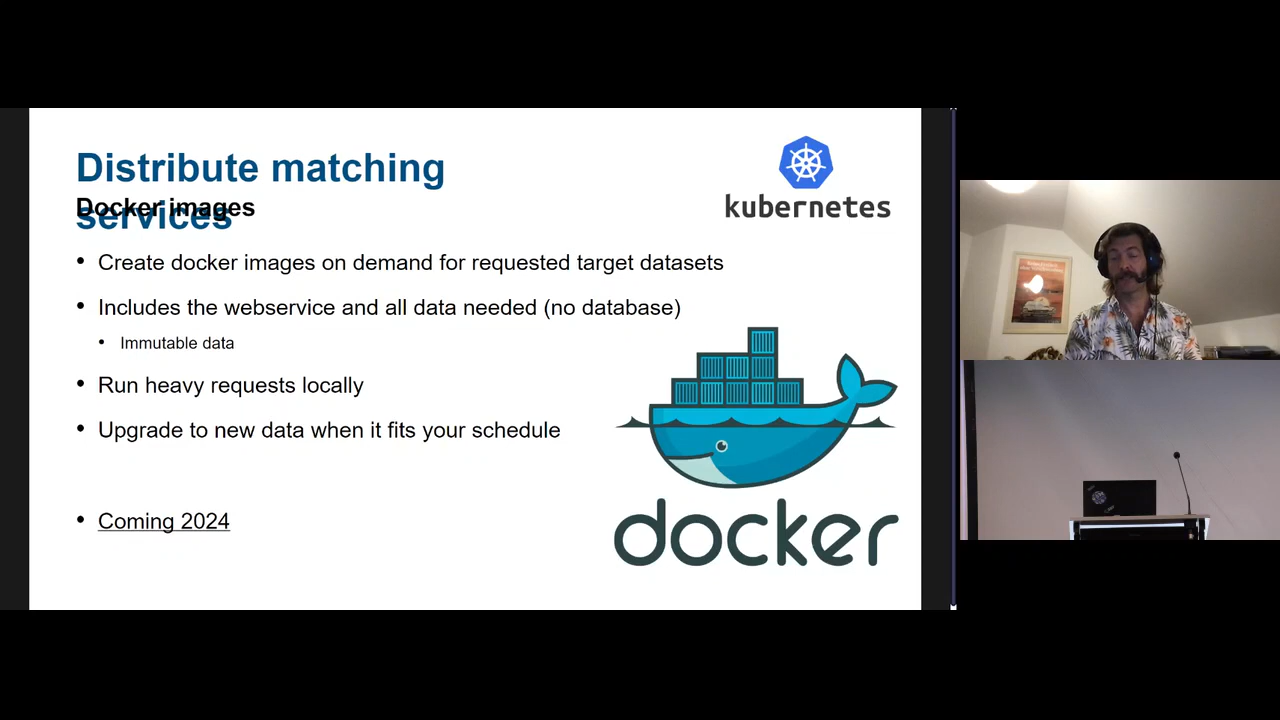 Distribute matching
services
Docker images
kubernetes
• Create docker images on demand for requested target datasets
• Includes the webservice and all data needed (no database)
• Immutable data
• Run heavy requests locally
• Upgrade to new data when it fits your schedule
• Coming 2024
docker